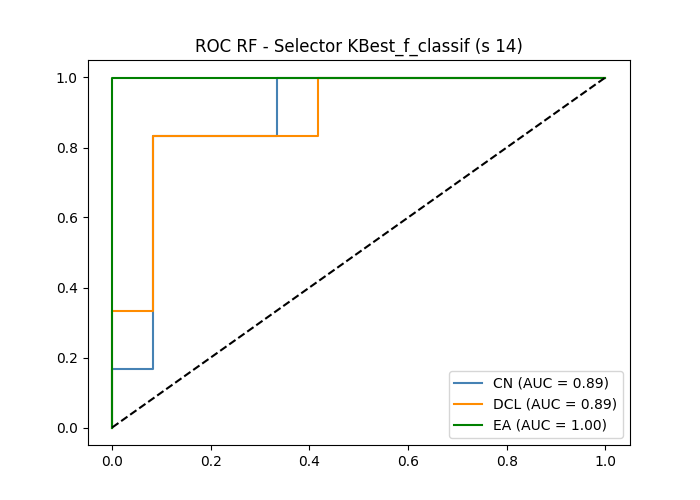 ROC RF - Selector KBest_f_classif (s 14)
1.0
0.8
0.6
0.4
0.2
0.0
CN (AUC = 0.89)
DCL (AUC = 0.89)
EA (AUC = 1.00)
0.0 0.2 0.4 0.6 0.8 1.0